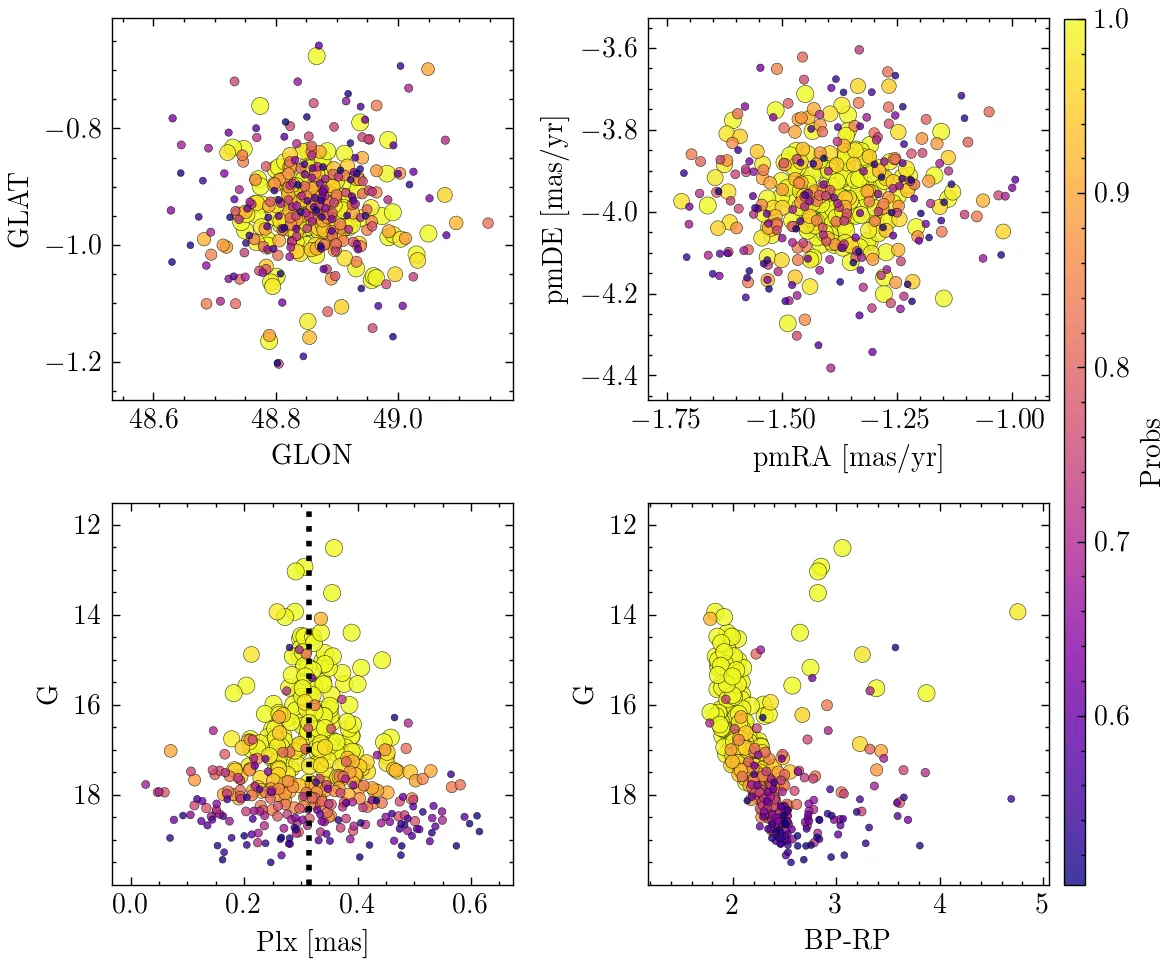 −0.8
−1.0
−1.2
GLAT
48.6 48.8 49.0
GLON
−3.6
−3.8
−4.0
−4.2
−4.4
pmDE [mas/yr]
−1.75 −1.50 −1.25 −1.00
pmRA [mas/yr]
12
14
16
18
G
0.0 0.2 0.4 0.6
Plx [mas]
12
14
16
18
G
2 3 4 5
BP-RP
1.0
0.9
0.8
0.7
0.6
Probs